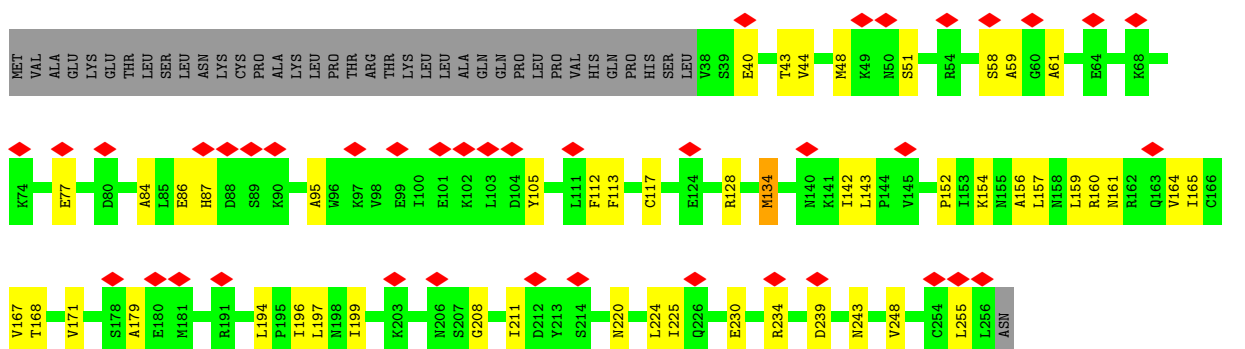 MET VAL ALA GLU LYS GLU THR LEU SER LEU ASN LYS CYS PRO ALA LYS LEU PRO THR ARG THR LYS LEU LEU ALA GLN GLN PRO LEU PRO VAL HIS GLN PRO HIS SER LEU V38 S39 E40 T43 V44 M48 K49 N50 S51 R54 S58 A59 G60 A61 E64 K68
K74 E77 D80 A84 L85 E86 H87 D88 S89 K90 A95 W96 K97 V98 E99 I100 E101 K102 L103 D104 Y105 L111 F112 F113 C117 E124 R128 M134 N140 K141 I142 L143 P144 V145 P152 I153 K154 N155 A156 L157 N158 L159 R160 N161 R162 Q163 V164 I165 C166
V167 T168 V171 S178 A179 E180 M181 R191 L194 P195 I196 L197 N198 I199 K203 N206 S207 G208 I211 D212 Y213 S214 N220 L224 I225 Q226 E230 R234 D239 N243 V248 C254 L255 L256 ASN